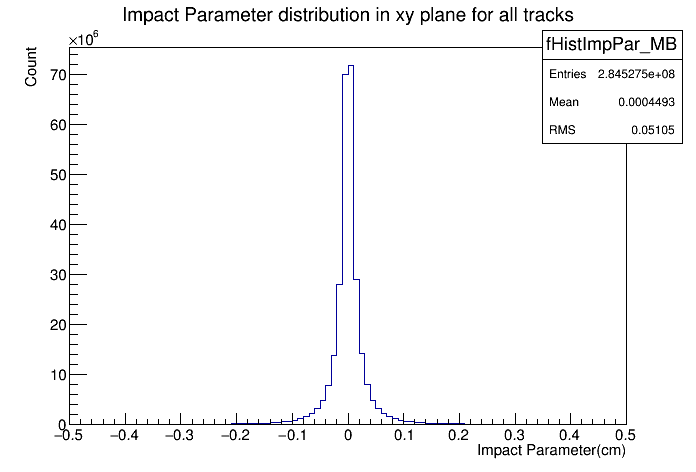 Impact Parameter distribution in xy plane for all tracks
×10⁶
fHistImpPar_MB
Entries 2.845275e+08
Mean 0.0004493
RMS 0.05105
Count
70
60
50
40
30
20
10
0
−0.5 −0.4 −0.3 −0.2 −0.1 0 0.1 0.2 0.3 0.4 0.5
Impact Parameter(cm)